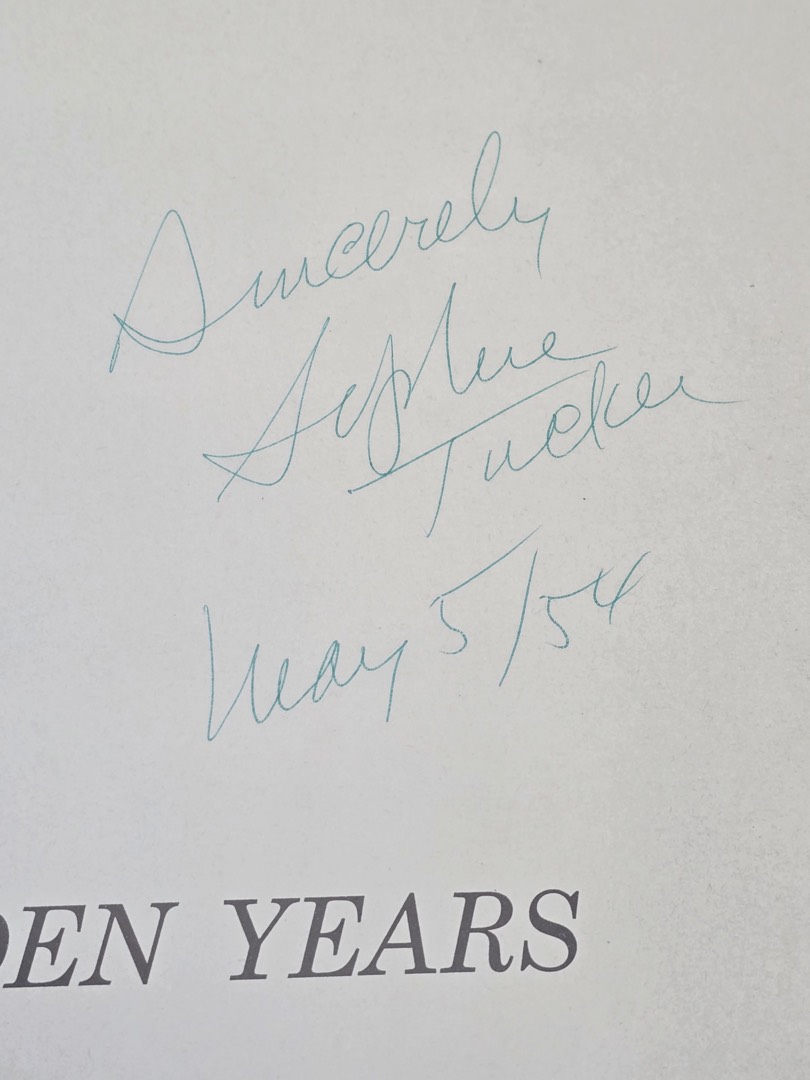 Sincerely
Sophie
Tucker
May 5/54
DEN YEARS